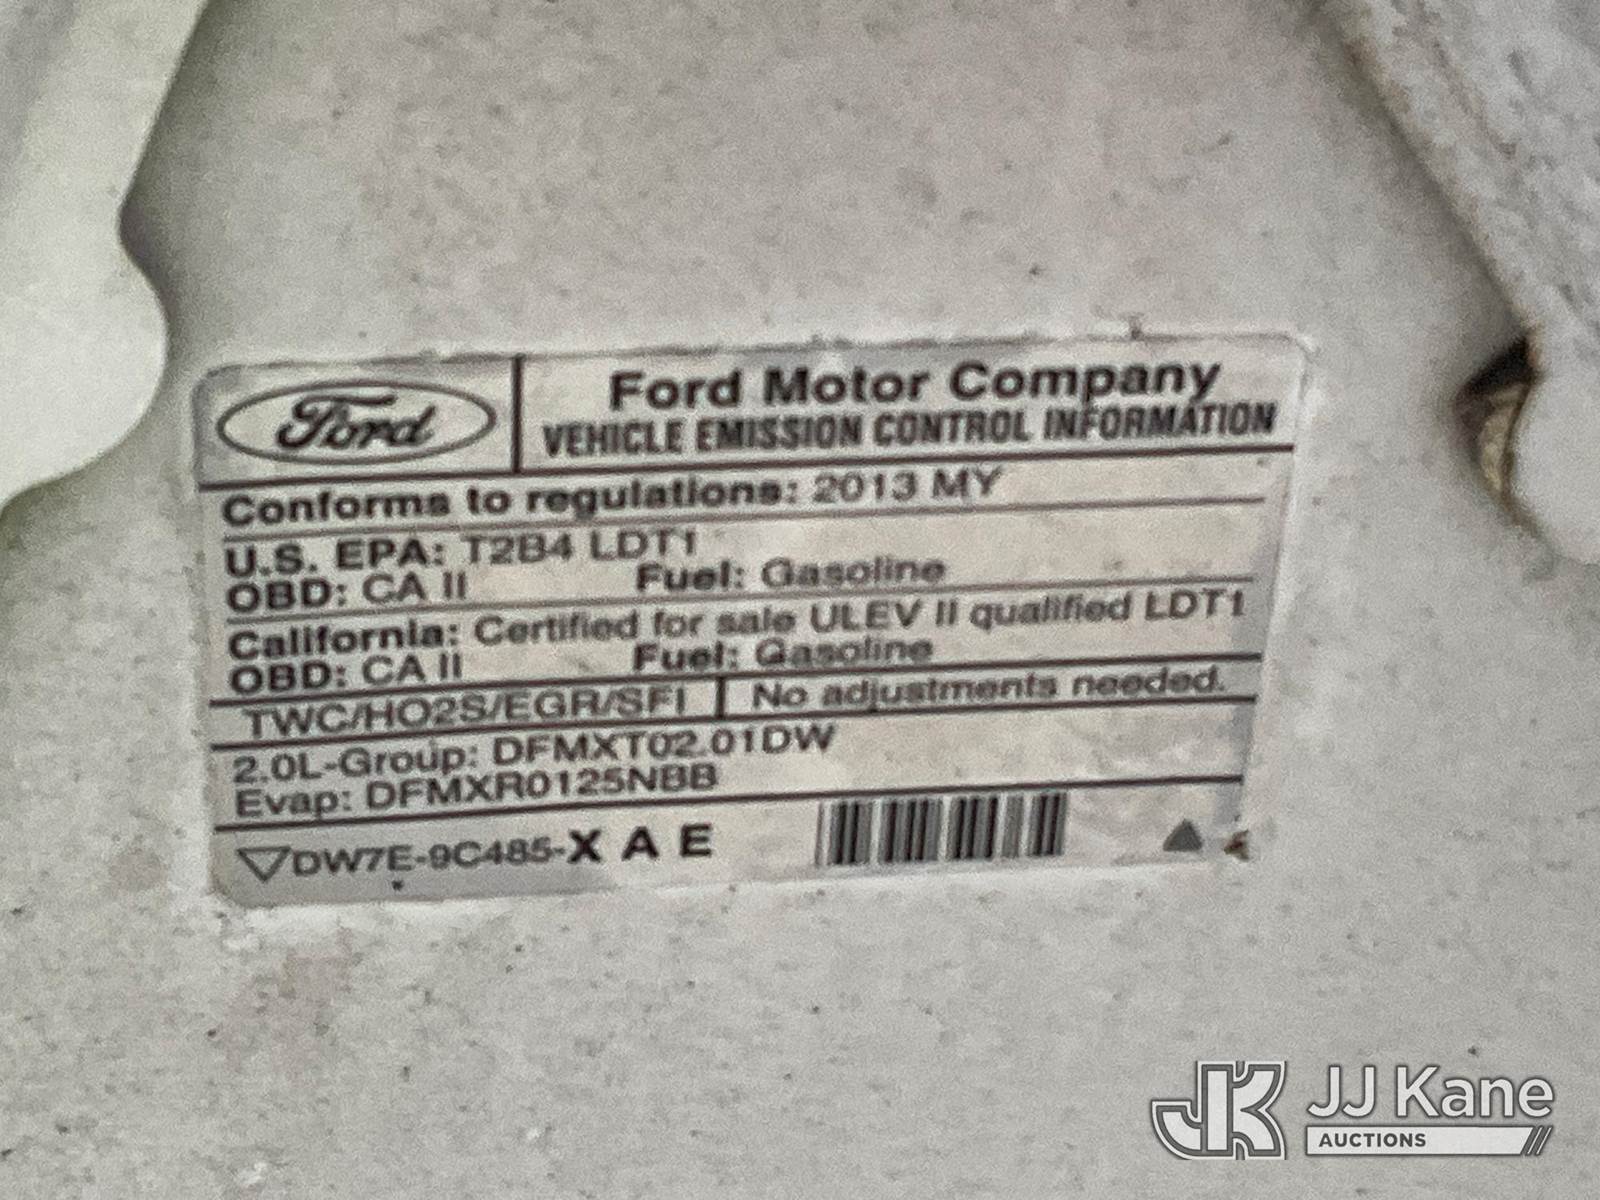 Ford
Ford Motor Company
VEHICLE EMISSION CONTROL INFORMATION
Conforms to regulations: 2013 MY
U.S. EPA: T2B4 LDT1
OBD: CA II Fuel: Gasoline
California: Certified for sale ULEV II qualified LDT1
OBD: CA II Fuel: Gasoline
TWC/HO2S/EGR/SFI No adjustments needed.
2.0L-Group: DFMXT02.01DW
Evap: DFMXR0125NBB
DW7E-9C485-X A E
JK JJ Kane
AUCTIONS